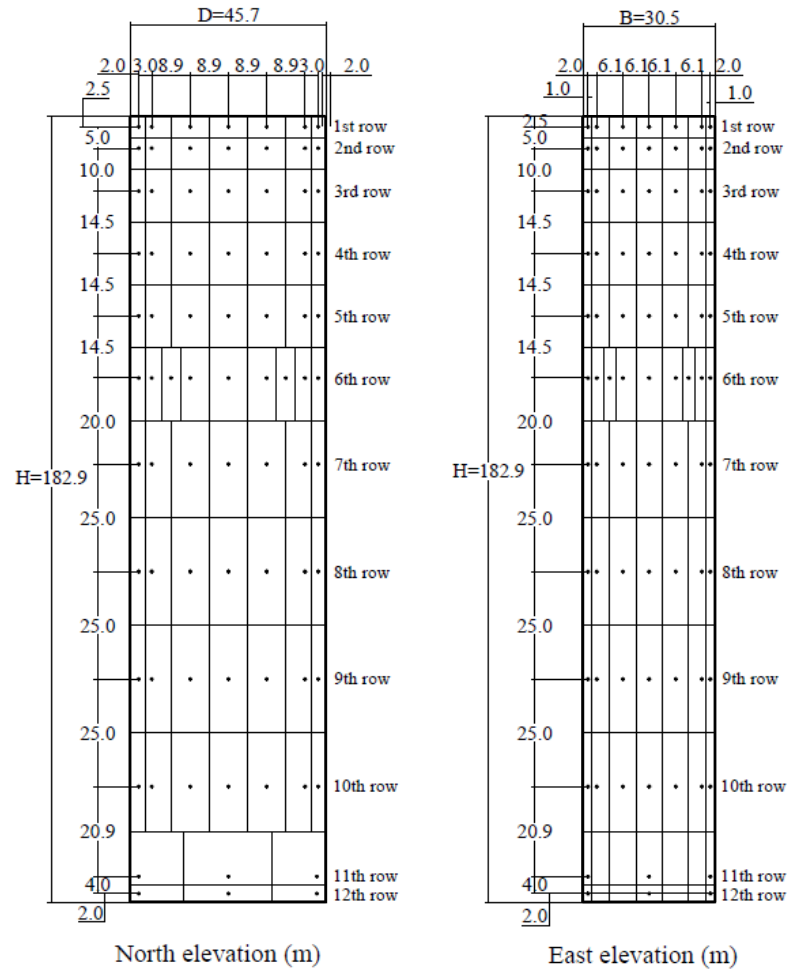 D=45.7
2.0 3.0 8.9 8.9 8.9 8.9 3.0 2.0
2.5
5.0
10.0
14.5
14.5
14.5
20.0
H=182.9
25.0
25.0
25.0
20.9
4.0
2.0
1st row
2nd row
3rd row
4th row
5th row
6th row
7th row
8th row
9th row
10th row
11th row
12th row
North elevation (m)
B=30.5
2.0 6.1 6.1 6.1 6.1 2.0
1.0 1.0
2.5
5.0
10.0
14.5
14.5
14.5
20.0
H=182.9
25.0
25.0
25.0
20.9
4.0
2.0
1st row
2nd row
3rd row
4th row
5th row
6th row
7th row
8th row
9th row
10th row
11th row
12th row
East elevation (m)